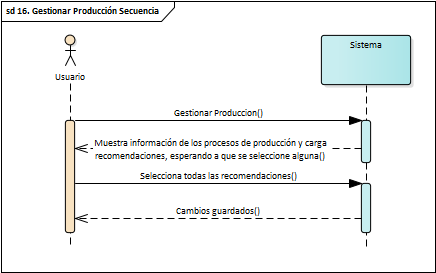 sd 16. Gestionar Producción Secuencia
Sistema
Usuario
Gestionar Produccion()
Muestra información de los procesos de producción y carga
recomendaciones, esperando a que se seleccione alguna()
Selecciona todas las recomendaciones()
Cambios guardados()